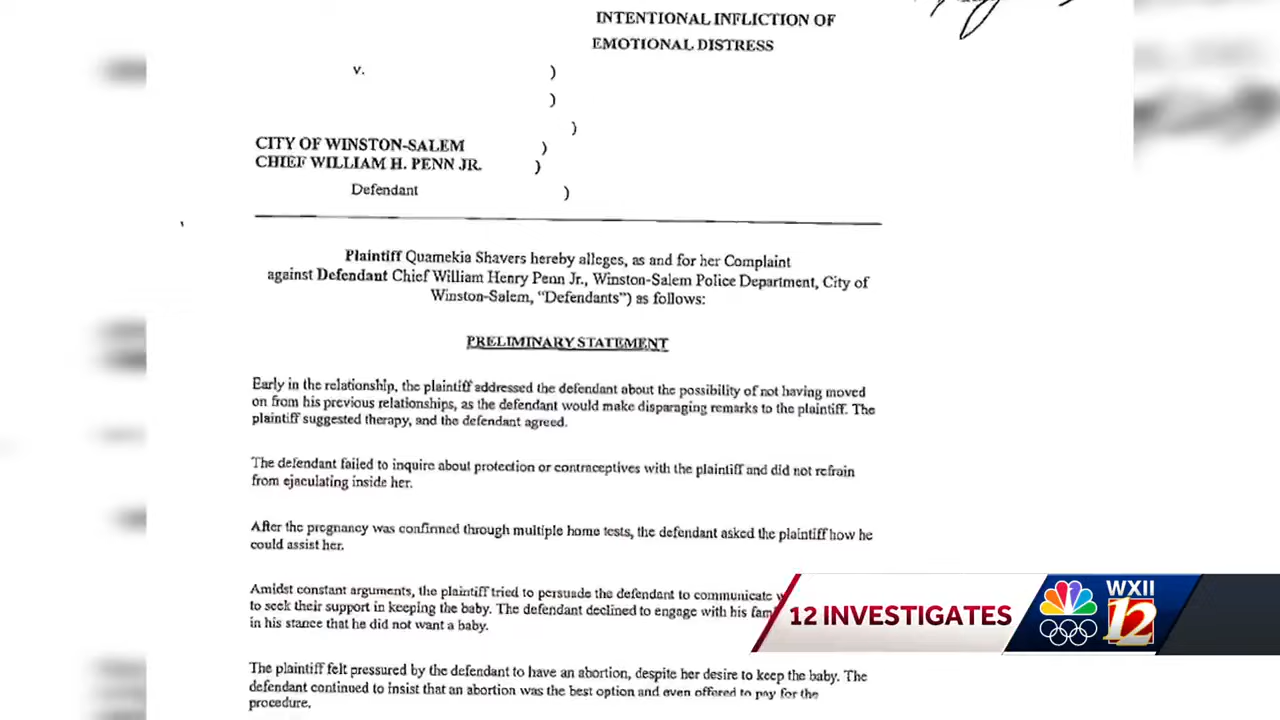 INTENTIONAL INFLICTION OF
EMOTIONAL DISTRESS
v. )
)
)
CITY OF WINSTON-SALEM )
CHIEF WILLIAM H. PENN JR. )
Defendant )
Plaintiff Quamekia Shavers hereby alleges, as and for her Complaint
against Defendant Chief William Henry Penn Jr., Winston-Salem Police Department, City of
Winston-Salem, “Defendants”) as follows:
PRELIMINARY STATEMENT
Early in the relationship, the plaintiff addressed the defendant about the possibility of not having moved
on from his previous relationships, as the defendant would make disparaging remarks to the plaintiff. The
plaintiff suggested therapy, and the defendant agreed.
The defendant failed to inquire about protection or contraceptives with the plaintiff and did not refrain
from ejaculating inside her.
After the pregnancy was confirmed through multiple home tests, the defendant asked the plaintiff how he
could assist her.
Amidst constant arguments, the plaintiff tried to persuade the defendant to communicate
to seek their support in keeping the baby. The defendant declined to engage with his
in his stance that he did not want a baby.
The plaintiff felt pressured by the defendant to have an abortion, despite her desire to keep the baby. The
defendant continued to insist that an abortion was the best option and even offered to pay for the
procedure.
12 INVESTIGATES
WXII
12